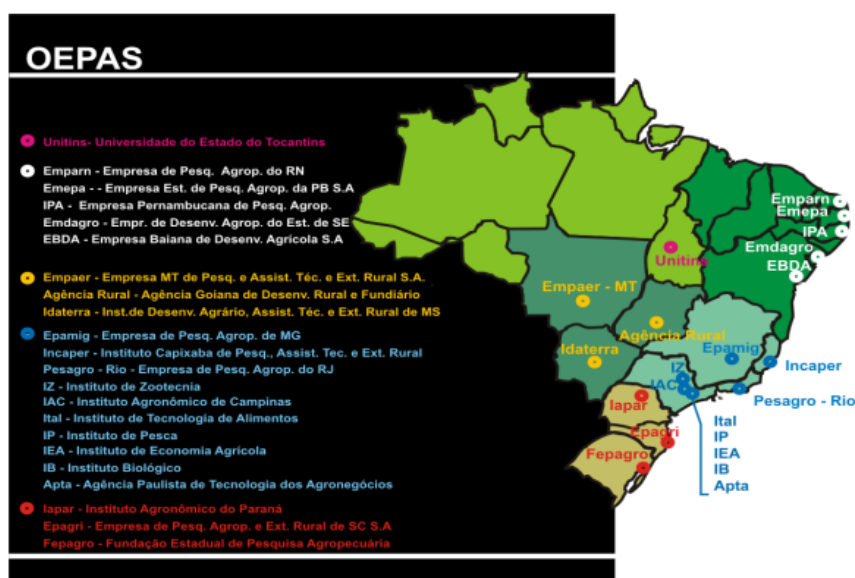 OEPAS
Unitins- Universidade do Estado do Tocantins
Emparn - Empresa de Pesq. Agrop. do RN
Emepa - - Empresa Est. de Pesq. Agrop. da PB S.A
IPA - Empresa Pernambucana de Pesq. Agrop.
Emdagro - Empr. de Desenv. Agrop. do Est. de SE
EBDA - Empresa Baiana de Desenv. Agrícola S.A
Empaer - Empresa MT de Pesq. e Assist. Téc. e Ext. Rural S.A.
Agência Rural - Agência Goiana de Desenv. Rural e Fundiário
Idaterra - Inst.de Desenv. Agrário, Assist. Téc. e Ext. Rural de MS
Epamig - Empresa de Pesq. Agrop. de MG
Incaper - Instituto Capixaba de Pesq., Assist. Tec. e Ext. Rural
Pesagro - Rio - Empresa de Pesq. Agrop. do RJ
IZ - Instituto de Zootecnia
IAC - Instituto Agronômico de Campinas
Ital - Instituto de Tecnologia de Alimentos
IP - Instituto de Pesca
IEA - Instituto de Economia Agrícola
IB - Instituto Biológico
Apta - Agência Paulista de Tecnologia dos Agronegócios
Iapar - Instituto Agronômico do Paraná
Epagri - Empresa de Pesq. Agrop. e Ext. Rural de SC S.A
Fepagro - Fundação Estadual de Pesquisa Agropecuária
Emparn
Emepa
IPA
Emdagro
Unitins
EBDA
Empaer - MT
Agência Rural
Idaterra
Epamig
Incaper
IZ
IAC
Pesagro - Rio
Iapar
Ital
Epagri
IP
Fepagro
IEA
IB
Apta